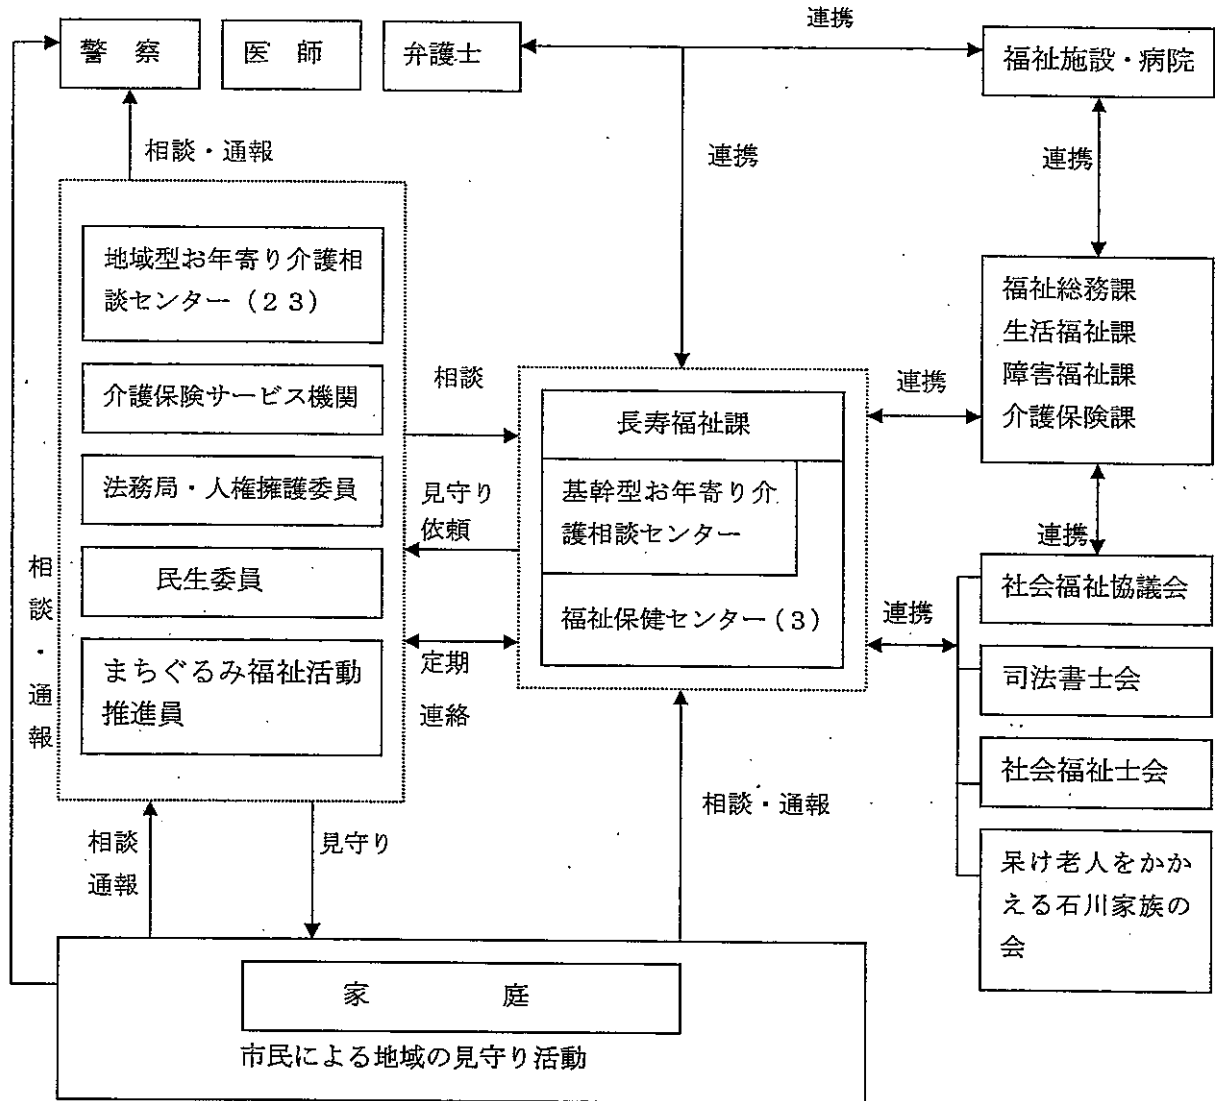 連携
警　察
医　師
弁護士
福祉施設・病院
相談・通報
連携
連携
地域型お年寄り介護相
談センター（２３）
介護保険サービス機関
法務局・人権擁護委員
民生委員
まちぐるみ福祉活動
推進員
相談
見守り
依頼
定期
連絡
長寿福祉課
基幹型お年寄り介
護相談センター
福祉保健センター（３）
連携
福祉総務課
生活福祉課
障害福祉課
介護保険課
連携
連携
社会福祉協議会
司法書士会
社会福祉士会
呆け老人をかか
える石川家族の
会
相談・通報
相談
通報
見守り
相談・通報
家　庭
市民による地域の見守り活動